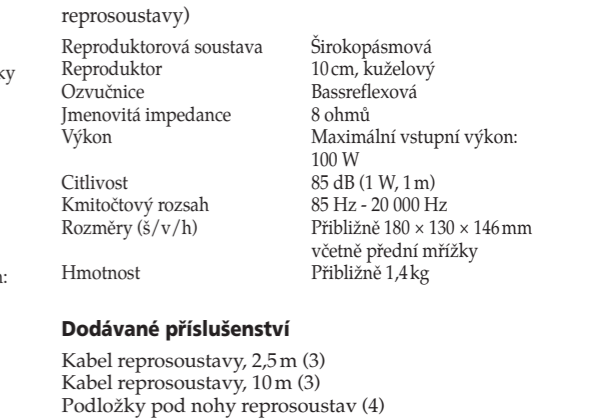 reprosoustavy)
Reproduktorová soustava Širokopásmová
ky
Reproduktor 10 cm, kuželový
Ozvučnice Bassreflexová
Jmenovitá impedance 8 ohmů
Výkon Maximální vstupní výkon:
100 W
Citlivost 85 dB (1 W, 1 m)
Kmitočtový rozsah 85 Hz - 20 000 Hz
Rozměry (š/v/h) Přibližně 180 × 130 × 146 mm
včetně přední mřížky
Hmotnost Přibližně 1,4 kg
Dodávané příslušenství
Kabel reprosoustavy, 2,5 m (3)
Kabel reprosoustavy, 10 m (3)
Podložky pod nohy reprosoustav (4)